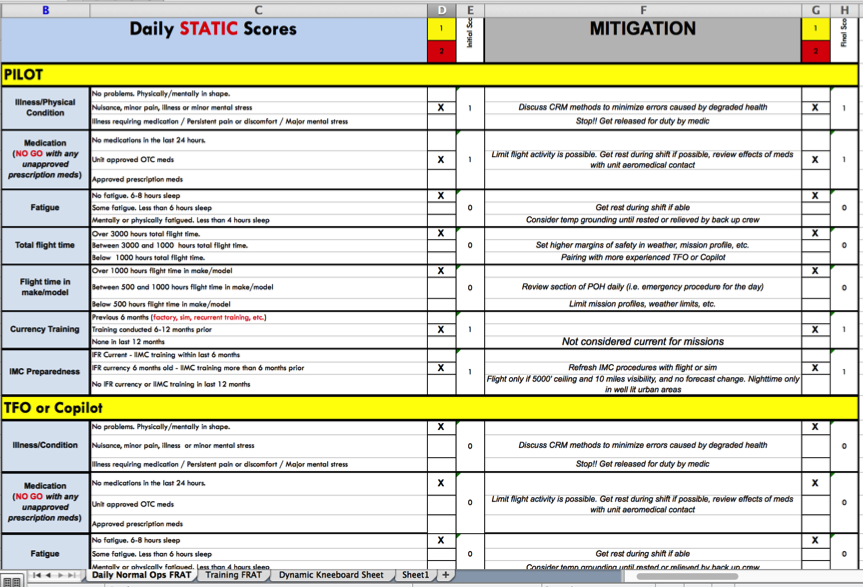 B C D E F G H
Daily STATIC Scores 1 2 MITIGATION 1 2
PILOT
Illness/Physical Condition
No problems. Physically/mentally in shape.
Nuisance, minor pain, illness or minor mental stress X 1 Discuss CRM methods to minimize errors caused by degraded health X 1
Illness requiring medication / Persistent pain or discomfort / Major mental stress Stop!! Get released for duty by medic
Medication
(NO GO with any
unapproved
prescription meds)
No medications in the last 24 hours.
Unit approved OTC meds X 1 Limit flight activity is possible. Get rest during shift if possible, review effects of meds
with unit aeromedical contact X 1
Approved prescription meds
Fatigue
No fatigue. 6-8 hours sleep X X
Some fatigue. Less than 6 hours sleep 0 Get rest during shift if able 0
Mentally or physically fatigued. Less than 4 hours sleep Consider temp grounding until rested or relieved by back up crew
Total flight time
Over 3000 hours total flight time. X X
Between 3000 and 1000 hours total flight time. 0 Set higher margins of safety in weather, mission profile, etc. 0
Below 1000 hours total flight time. Pairing with more experienced TFO or Copilot
Flight time in
make/model
Over 1000 hours flight time in make/model X X
Between 500 and 1000 hours flight time in make/model 0 Review section of POH daily (i.e. emergency procedure for the day) 0
Below 500 hours flight time in make/model Limit mission profiles, weather limits, etc.
Currency Training
Previous 6 months (factory, sim, recurrent training, etc.)
Training conducted 6-12 months prior X 1 X 1
None in last 12 months Not considered current for missions
IMC Preparedness
IFR Current - IIMC training within last 6 months
IFR currency 6 months old - IIMC training more than 6 months prior X 1 Refresh IMC procedures with flight or sim X 1
No IFR currency or IIMC training in last 12 months Flight only if 5000' ceiling and 10 miles visibility, and no forecast change. Nighttime only
in well lit urban areas
TFO or Copilot
Illness/Condition
No problems. Physically/mentally in shape. X X
Nuisance, minor pain, illness or minor mental stress 0 Discuss CRM methods to minimize errors caused by degraded health 0
Illness requiring medication / Persistent pain or discomfort / Major mental stress Stop!! Get released for duty by medic
Medication
(NO GO with any
unapproved
prescription meds)
No medications in the last 24 hours. X X
Unit approved OTC meds 0 Limit flight activity is possible. Get rest during shift if possible, review effects of meds
with unit aeromedical contact 0
Approved prescription meds
Fatigue
No fatigue. 6-8 hours sleep X X
Some fatigue. Less than 6 hours sleep 0 Get rest during shift if able 0
Mentally or physically fatigued. Less than 4 hours sleep Consider temp grounding until rested or relieved by back up crew
Daily Normal Ops FRAT Training FRAT Dynamic Kneeboard Sheet Sheet1 +